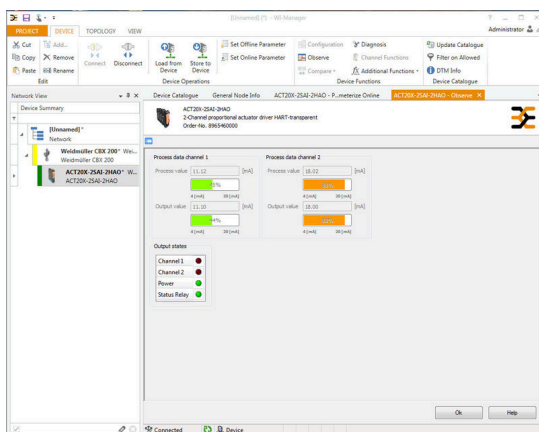 [Unnamed] (*) - WI-Manager
PROJECT DEVICE TOPOLOGY VIEW
Administrator
Cut
Copy
Paste
Add...
Remove
Rename
Edit
Connect
Disconnect
Load from Device
Store to Device
Set Offline Parameter
Set Online Parameter
Device Operations
Configuration
Observe
Compare
Diagnosis
Channel Functions
Additional Functions
Device Functions
Update Catalogue
Filter on Allowed
DTM Info
Device Catalogue
Network View
Device Summary
[Unnamed]*
Network
Weidmüller CBX 200* Wei...
Weidmüller CBX 200
ACT20X-2SAI-2HAO* W...
ACT20X-2SAI-2HAO
Device Catalogue General Node Info ACT20X-2SAI-2HAO - P...meterize Online ACT20X-2SAI-2HAO - Observe
ACT20X-2SAI-2HAO
2-Channel proportional actuator driver HART-transparent
Order-No. 8965460000
Process data channel 1
Process value 11.12 [mA]
4 [mA] 20 [mA]
Output value 11.10 [mA]
44%
4 [mA] 20 [mA]
Process data channel 2
Process value 18.02 [mA]
4 [mA] 20 [mA]
Output value 18.00 [mA]
4 [mA] 20 [mA]
Output states
Channel 1
Channel 2
Power
Status Relay
Ok Help
Connected Device